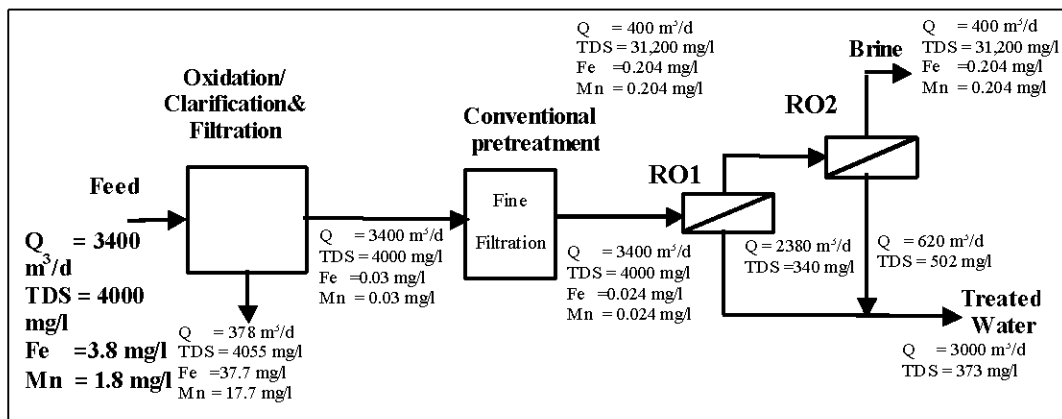 Oxidation/
Clarification&
Filtration
Feed
Q = 3400
m³/d
TDS = 4000
mg/l
Fe =3.8 mg/l
Mn = 1.8 mg/l
Q = 378 m³/d
TDS = 4055 mg/l
Fe =37.7 mg/l
Mn = 17.7 mg/l
Q = 3400 m³/d
TDS = 4000 mg/l
Fe =0.03 mg/l
Mn = 0.03 mg/l
Conventional
pretreatment
Fine
Filtration
Q = 3400 m³/d
TDS = 4000 mg/l
Fe =0.024 mg/l
Mn = 0.024 mg/l
Q = 400 m³/d
TDS = 31,200 mg/l
Fe =0.204 mg/l
Mn = 0.204 mg/l
RO1
RO2
Brine
Q = 400 m³/d
TDS = 31,200 mg/l
Fe =0.204 mg/l
Mn = 0.204 mg/l
Q = 2380 m³/d
TDS= 340 mg/l
Q = 620 m³/d
TDS = 502 mg/l
Treated
Water
Q = 3000 m³/d
TDS = 373 mg/l